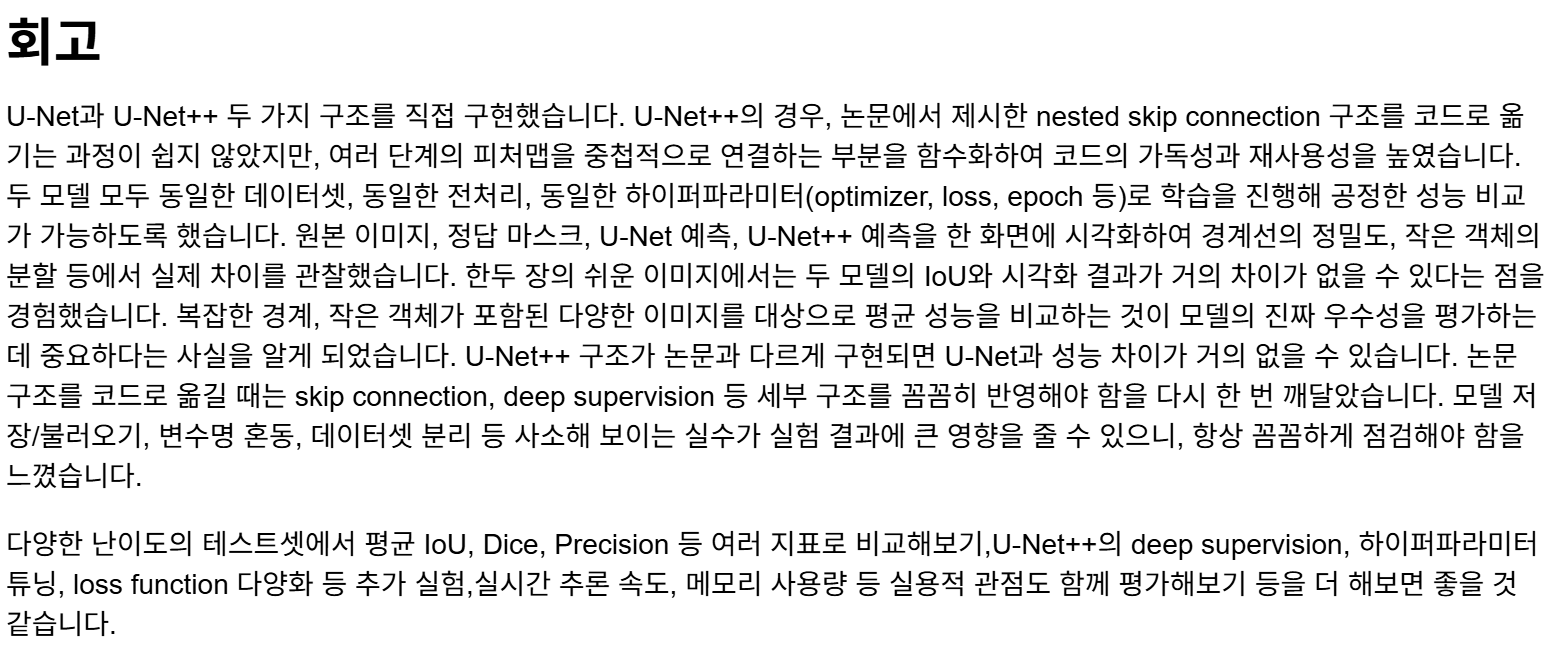 회고
U-Net과 U-Net++ 두 가지 구조를 직접 구현했습니다. U-Net++의 경우, 논문에서 제시한 nested skip connection 구조를 코드로 옮
기는 과정이 쉽지 않았지만, 여러 단계의 피처맵을 중첩적으로 연결하는 부분을 함수화하여 코드의 가독성과 재사용성을 높였습니다.
두 모델 모두 동일한 데이터셋, 동일한 전처리, 동일한 하이퍼파라미터(optimizer, loss, epoch 등)로 학습을 진행해 공정한 성능 비교
가 가능하도록 했습니다. 원본 이미지, 정답 마스크, U-Net 예측, U-Net++ 예측을 한 화면에 시각화하여 경계선의 정밀도, 작은 객체의
분할 등에서 실제 차이를 관찰했습니다. 한두 장의 쉬운 이미지에서는 두 모델의 IoU와 시각화 결과가 거의 차이가 없을 수 있다는 점을
경험했습니다. 복잡한 경계, 작은 객체가 포함된 다양한 이미지를 대상으로 평균 성능을 비교하는 것이 모델의 진짜 우수성을 평가하는
데 중요하다는 사실을 알게 되었습니다. U-Net++ 구조가 논문과 다르게 구현되면 U-Net과 성능 차이가 거의 없을 수 있습니다. 논문
구조를 코드로 옮길 때는 skip connection, deep supervision 등 세부 구조를 꼼꼼히 반영해야 함을 다시 한 번 깨달았습니다. 모델 저
장/불러오기, 변수명 혼동, 데이터셋 분리 등 사소해 보이는 실수가 실험 결과에 큰 영향을 줄 수 있으니, 항상 꼼꼼하게 점검해야 함을
느꼈습니다.
다양한 난이도의 테스트셋에서 평균 IoU, Dice, Precision 등 여러 지표로 비교해보기,U-Net++의 deep supervision, 하이퍼파라미터
튜닝, loss function 다양화 등 추가 실험,실시간 추론 속도, 메모리 사용량 등 실용적 관점도 함께 평가해보기 등을 더 해보면 좋을 것
같습니다.